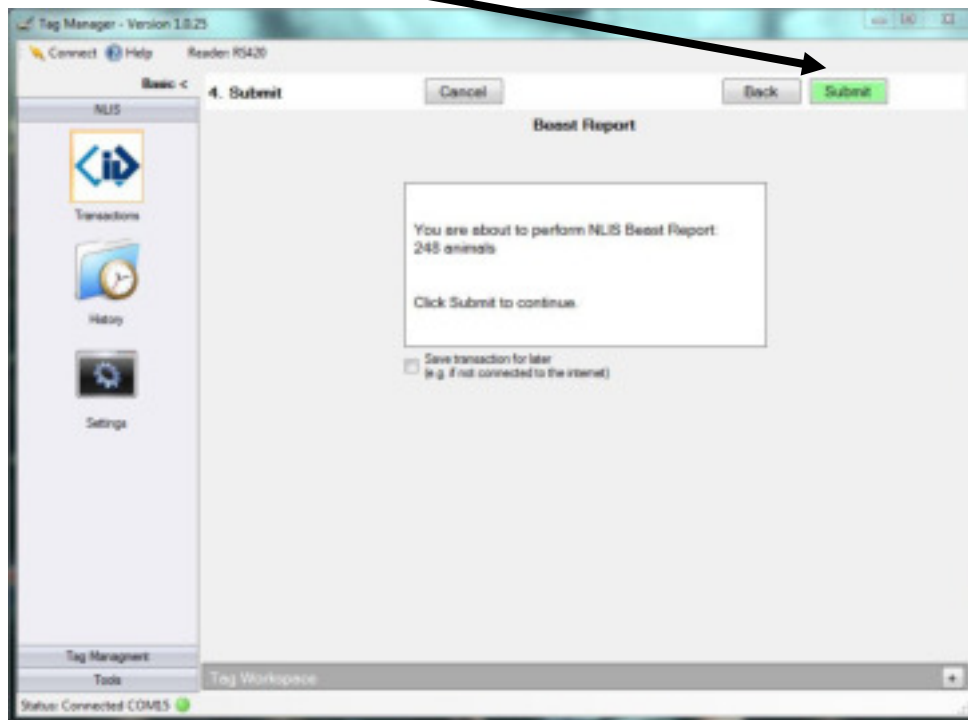 Tag Manager - Version 1.0.25
Connect Help Reader: RS420
Basic <
4. Submit Cancel Back Submit
NLIS
Beast Report
Transactions
You are about to perform NLIS Beast Report:
248 animals
Click Submit to continue.
History
Save transaction for later
(e.g. if not connected to the internet)
Settings
Tag Managment
Tools
Tag Workspace
Status: Connected COM15